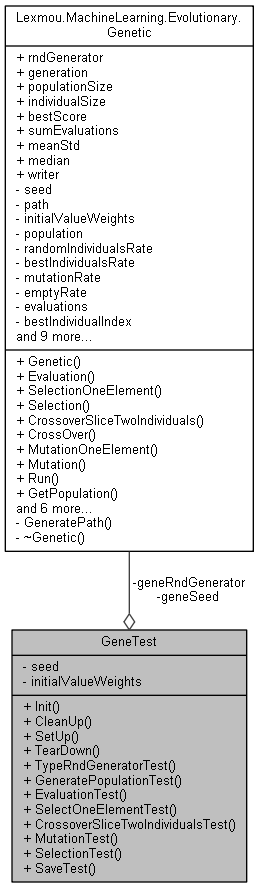 Lexmou.MachineLearning.Evolutionary.
Genetic
+ rndGenerator
+ generation
+ populationSize
+ individualSize
+ bestScore
+ sumEvaluations
+ meanStd
+ median
+ writer
- seed
- path
- initialValueWeights
- population
- randomIndividualsRate
- bestIndividualsRate
- mutationRate
- emptyRate
- evaluations
- bestIndividualIndex
and 9 more...
+ Genetic()
+ Evaluation()
+ SelectionOneElement()
+ Selection()
+ CrossoverSliceTwoIndividuals()
+ CrossOver()
+ MutationOneElement()
+ Mutation()
+ Run()
+ GetPopulation()
and 6 more...
- GeneratePath()
- ~Genetic()
-geneRndGenerator
-geneSeed
GeneTest
- seed
- initialValueWeights
+ Init()
+ CleanUp()
+ SetUp()
+ TearDown()
+ TypeRndGeneratorTest()
+ GeneratePopulationTest()
+ EvaluationTest()
+ SelectOneElementTest()
+ CrossoverSliceTwoIndividualsTest()
+ MutationTest()
+ SelectionTest()
+ SaveTest()